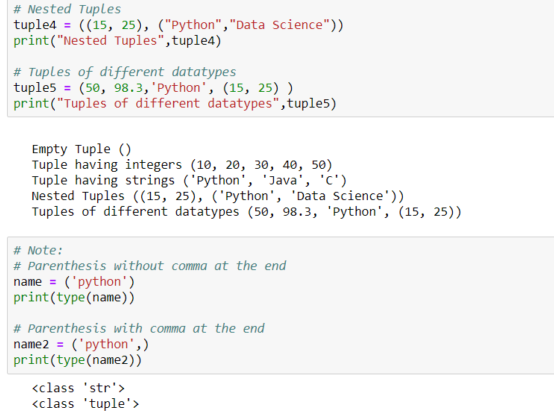 # Nested Tuples
tuple4 = ((15, 25), ("Python","Data Science"))
print("Nested Tuples",tuple4)
# Tuples of different datatypes
tuple5 = (50, 98.3,'Python', (15, 25) )
print("Tuples of different datatypes",tuple5)
Empty Tuple ()
Tuple having integers (10, 20, 30, 40, 50)
Tuple having strings ('Python', 'Java', 'C')
Nested Tuples ((15, 25), ('Python', 'Data Science'))
Tuples of different datatypes (50, 98.3, 'Python', (15, 25))
# Note:
# Parenthesis without comma at the end
name = ('python')
print(type(name))
# Parenthesis with comma at the end
name2 = ('python',)
print(type(name2))
<class 'str'>
<class 'tuple'>